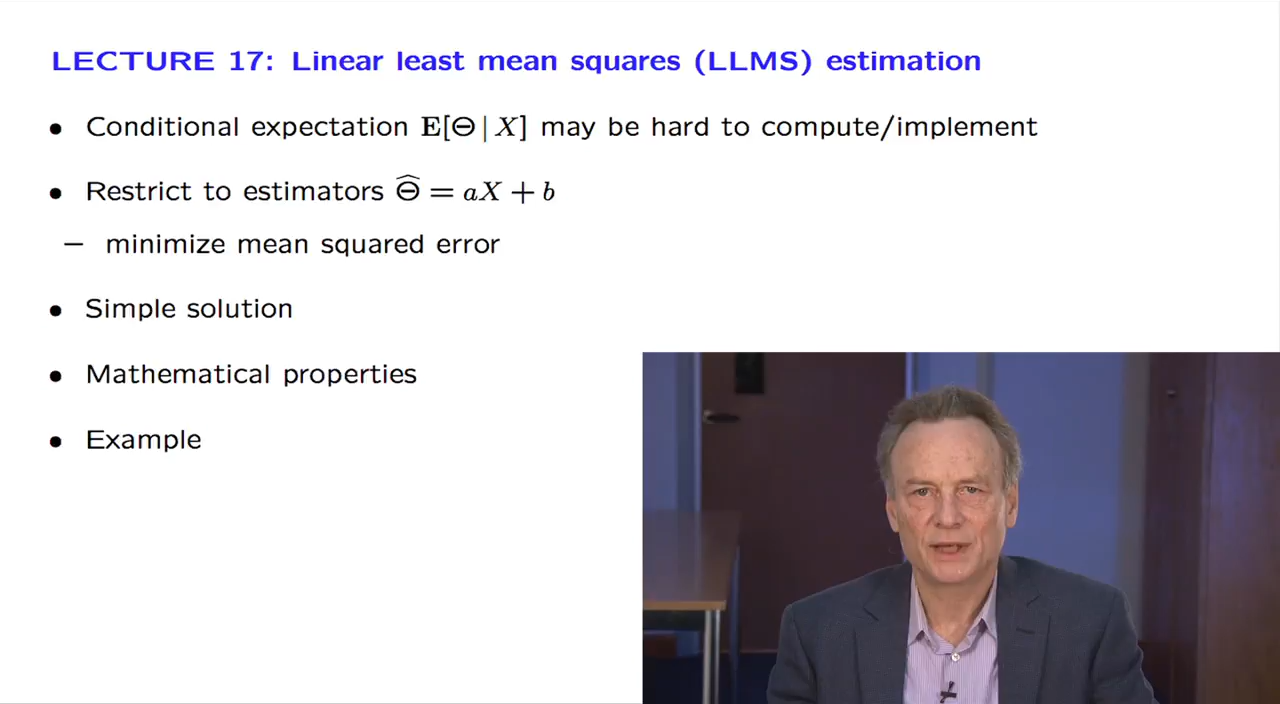 LECTURE 17: Linear least mean squares (LLMS) estimation
• Conditional expectation E[Θ | X] may be hard to compute/implement
• Restrict to estimators Θ̂ = aX + b
– minimize mean squared error
• Simple solution
• Mathematical properties
• Example